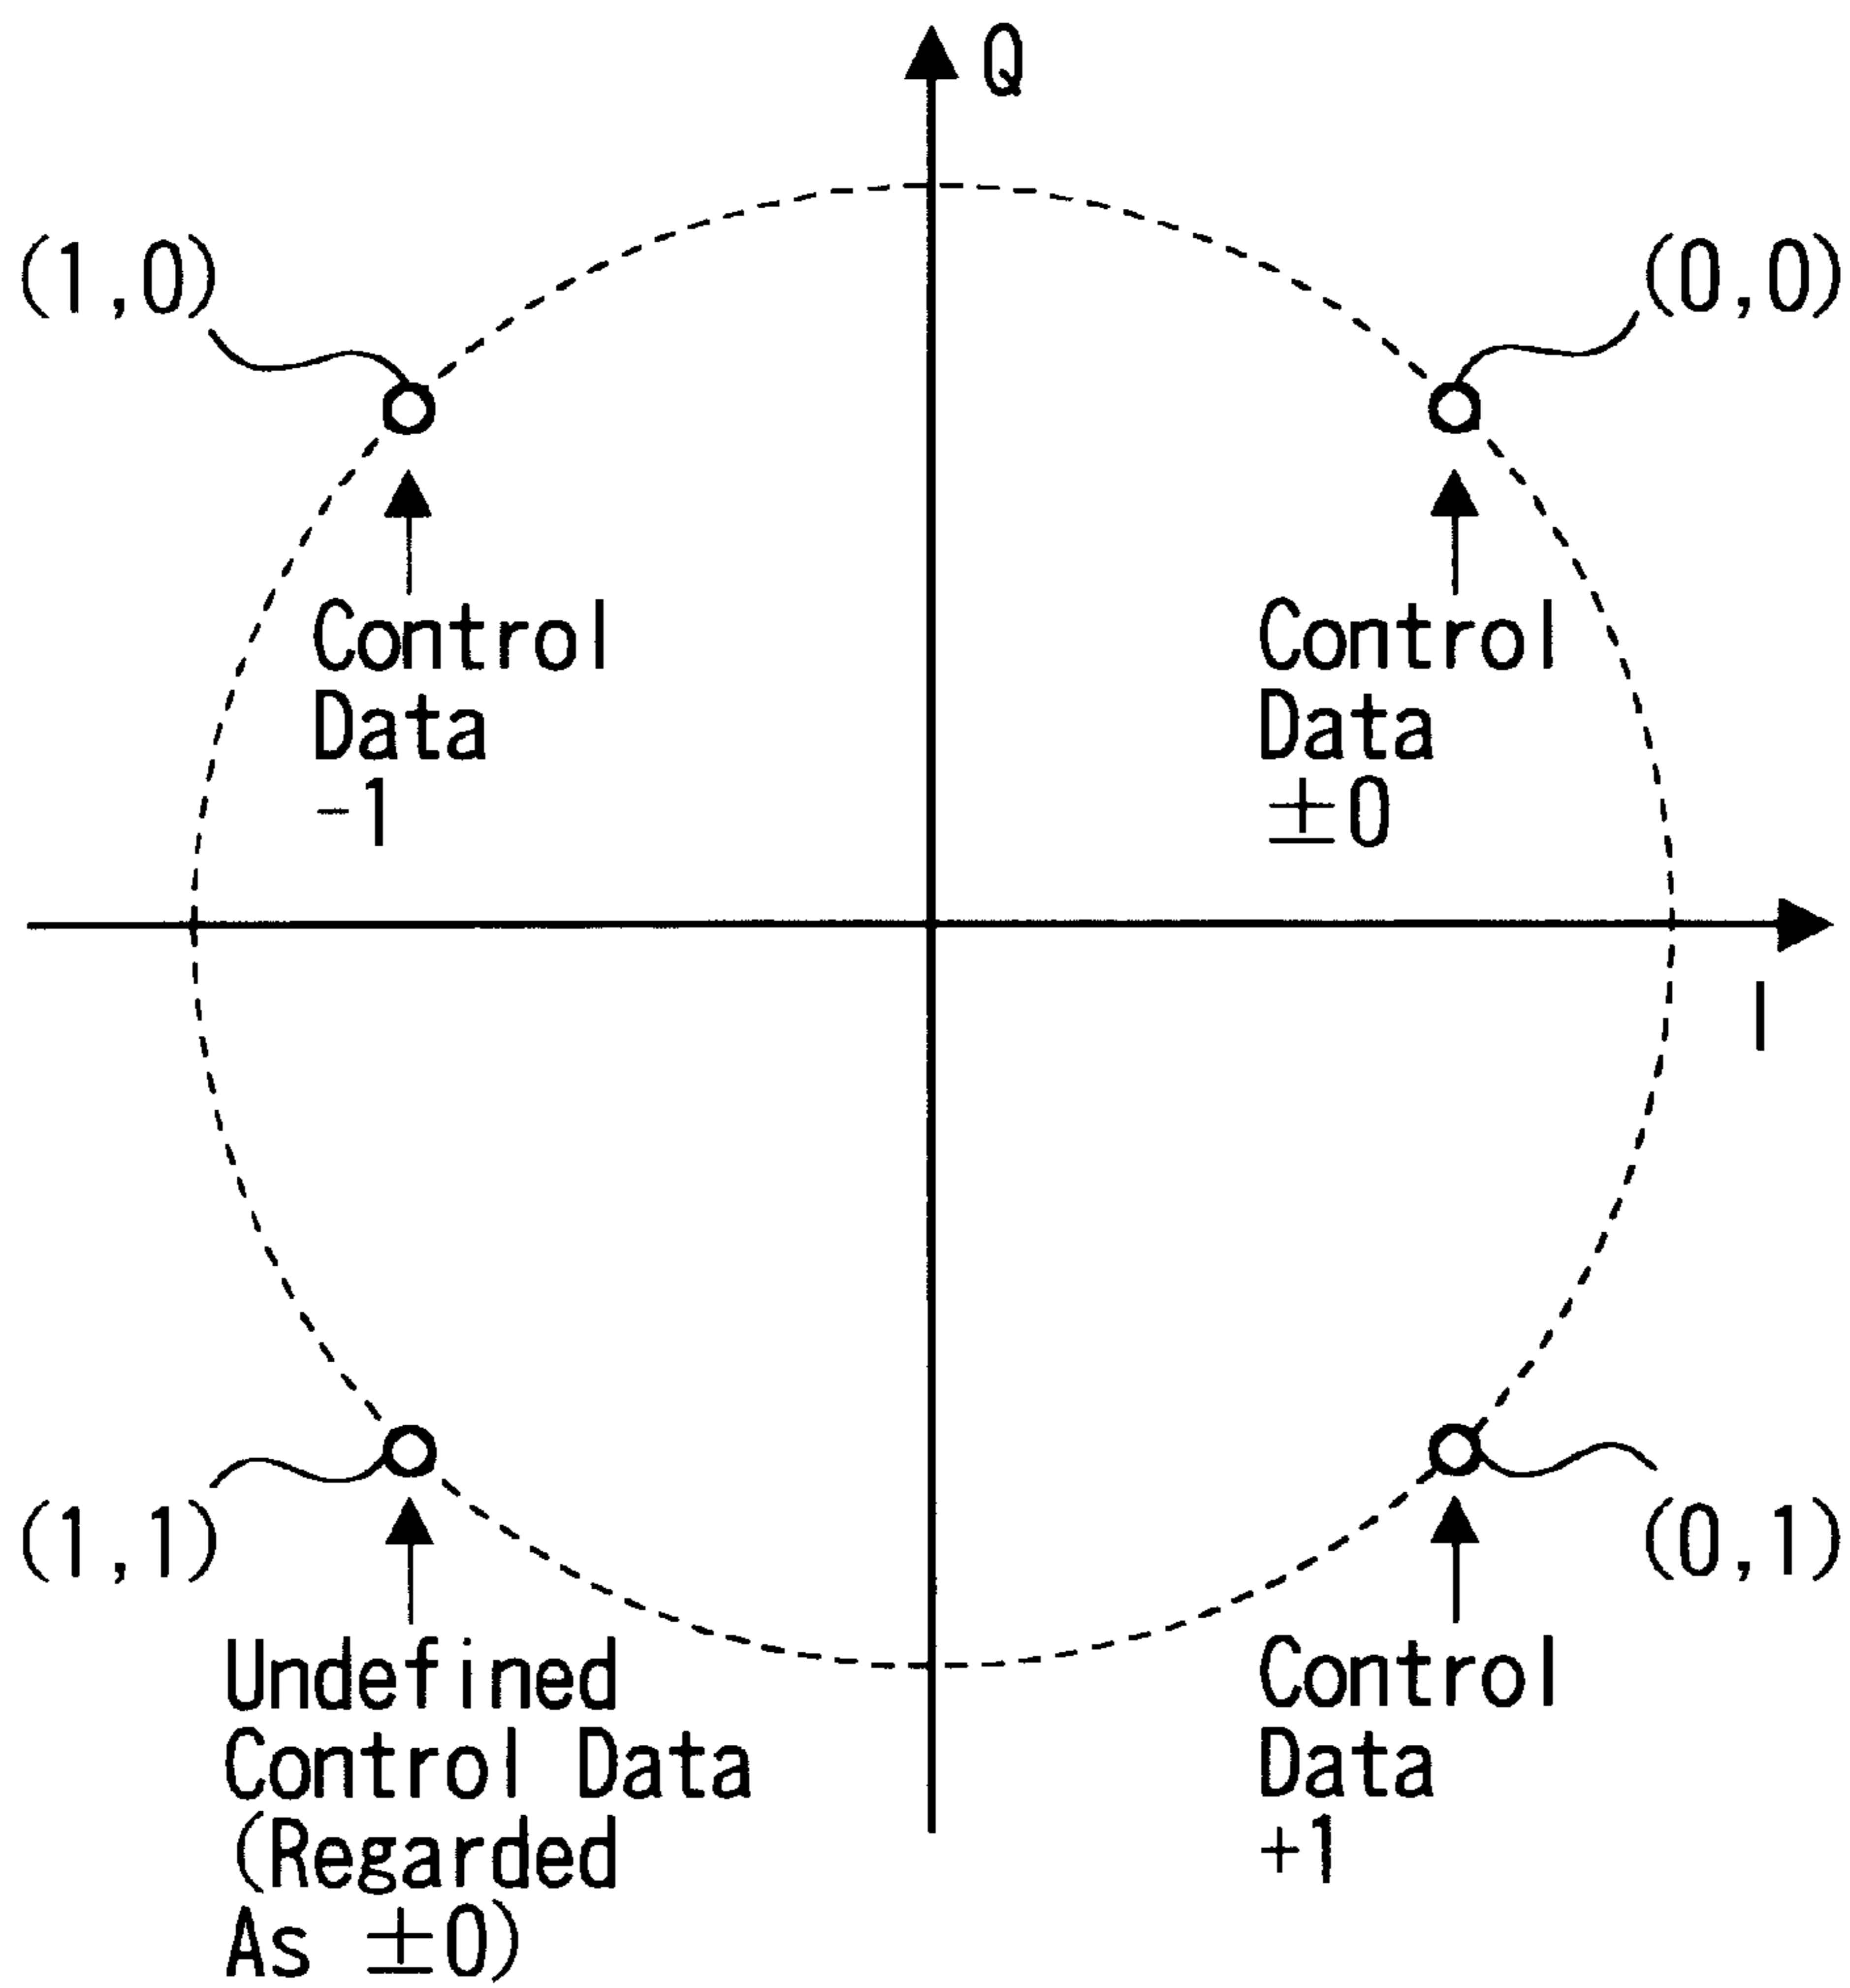 Q
(1,0)
(0,0)
Control
Data
-1
Control
Data
±0
I
(1,1)
(0,1)
Undefined
Control Data
(Regarded
As ±0)
Control
Data
+1